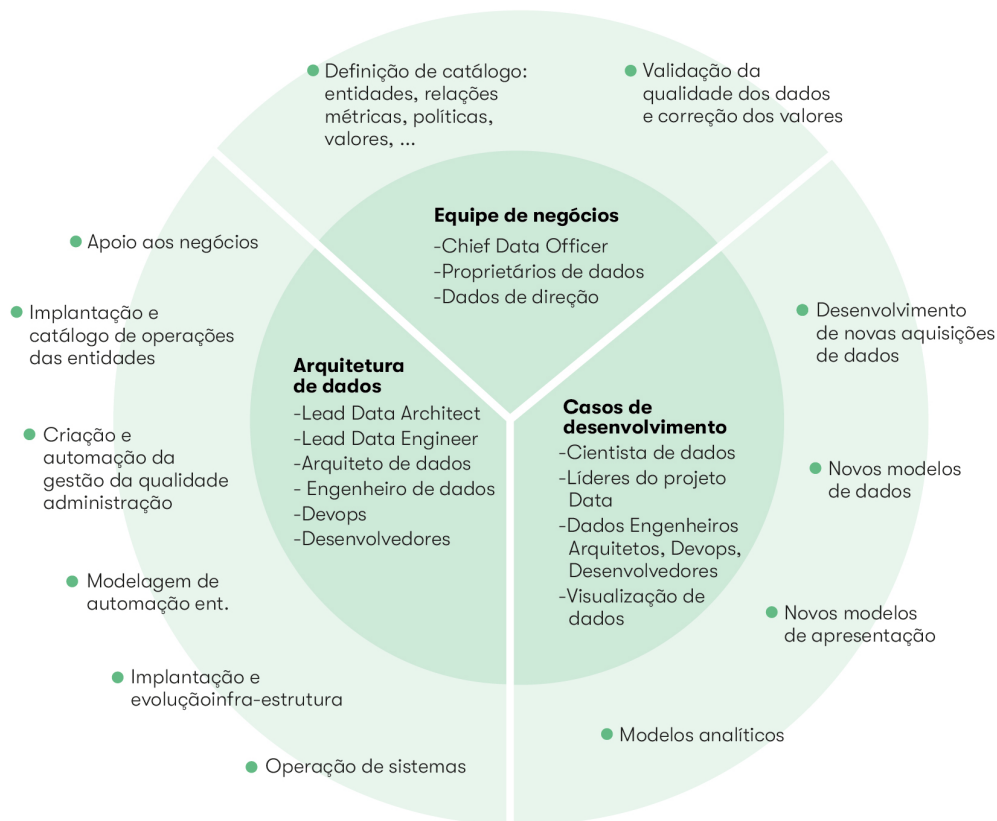 Definição de catálogo:
entidades, relações
métricas, políticas,
valores, ...
Validação da
qualidade dos dados
e correção dos valores
Equipe de negócios
-Chief Data Officer
-Proprietários de dados
-Dados de direção
Apoio aos negócios
Implantação e
catálogo de operações
das entidades
Criação e
automação da
gestão da qualidade
administração
Modelagem de
automação ent.
Implantação e
evoluçãoinfra-estrutura
Operação de sistemas
Arquitetura
de dados
-Lead Data Architect
-Lead Data Engineer
-Arquiteto de dados
- Engenheiro de dados
-Devops
-Desenvolvedores
Casos de
desenvolvimento
-Cientista de dados
-Líderes do projeto
Data
-Dados Engenheiros
Arquitetos, Devops,
Desenvolvedores
-Visualização de
dados
Desenvolvimento
de novas aquisições
de dados
Novos modelos
de dados
Novos modelos
de apresentação
Modelos analíticos